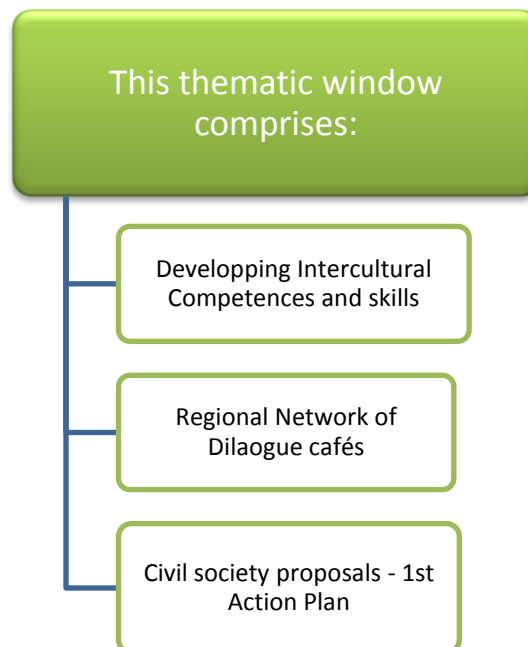 This thematic window
comprises:
Developping Intercultural
Competences and skills
Regional Network of
Dilaogue cafés
Civil society proposals - 1st
Action Plan